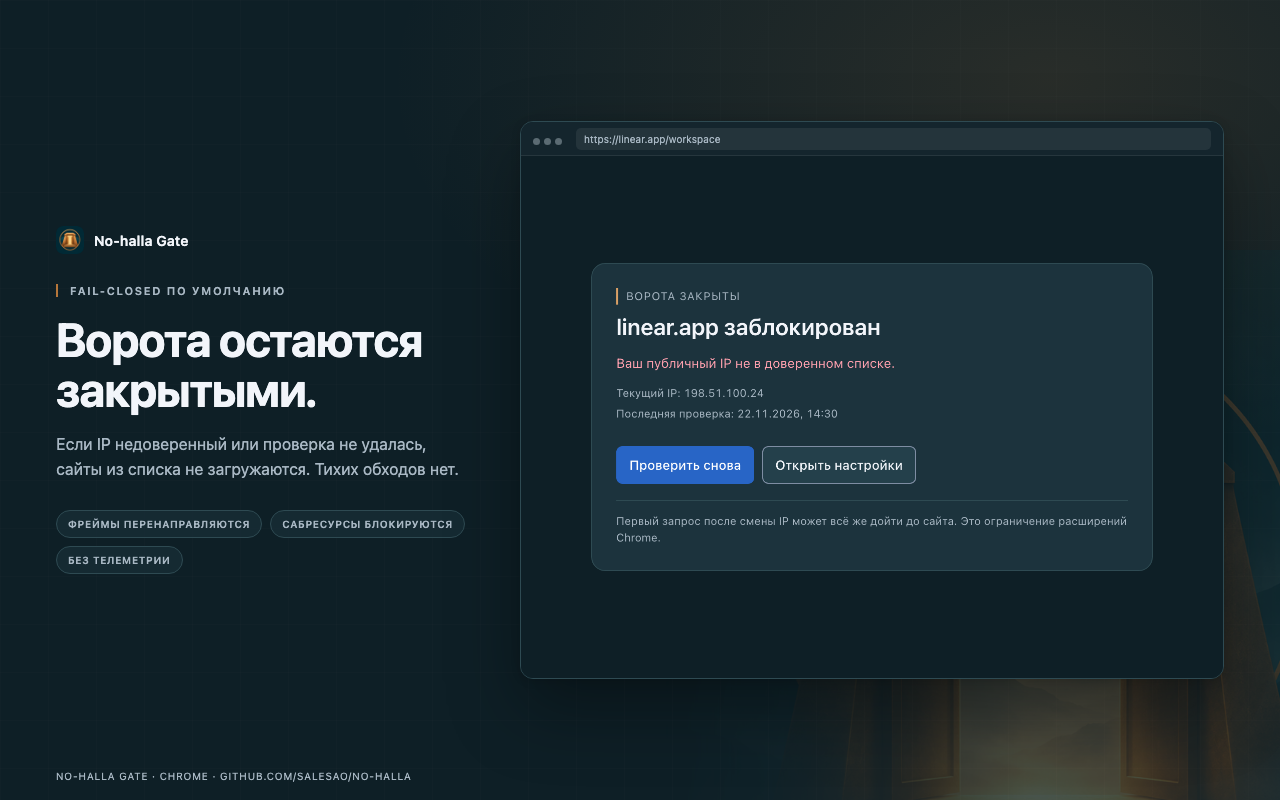 No-halla Gate
FAIL-CLOSED ПО УМОЛЧАНИЮ
Ворота остаются
закрытыми.
Если IP недоверенный или проверка не удалась,
сайты из списка не загружаются. Тихих обходов нет.
ФРЕЙМЫ ПЕРЕНАПРАВЛЯЮТСЯ
САБРЕСУРСЫ БЛОКИРУЮТСЯ
БЕЗ ТЕЛЕМЕТРИИ
https://linear.app/workspace
ВОРОТА ЗАКРЫТЫ
linear.app заблокирован
Ваш публичный IP не в доверенном списке.
Текущий IP: 198.51.100.24
Последняя проверка: 22.11.2026, 14:30
Проверить снова
Открыть настройки
Первый запрос после смены IP может всё же дойти до сайта. Это ограничение расширений
Chrome.
NO-HALLA GATE · CHROME · GITHUB.COM/SALESAO/NO-HALLA